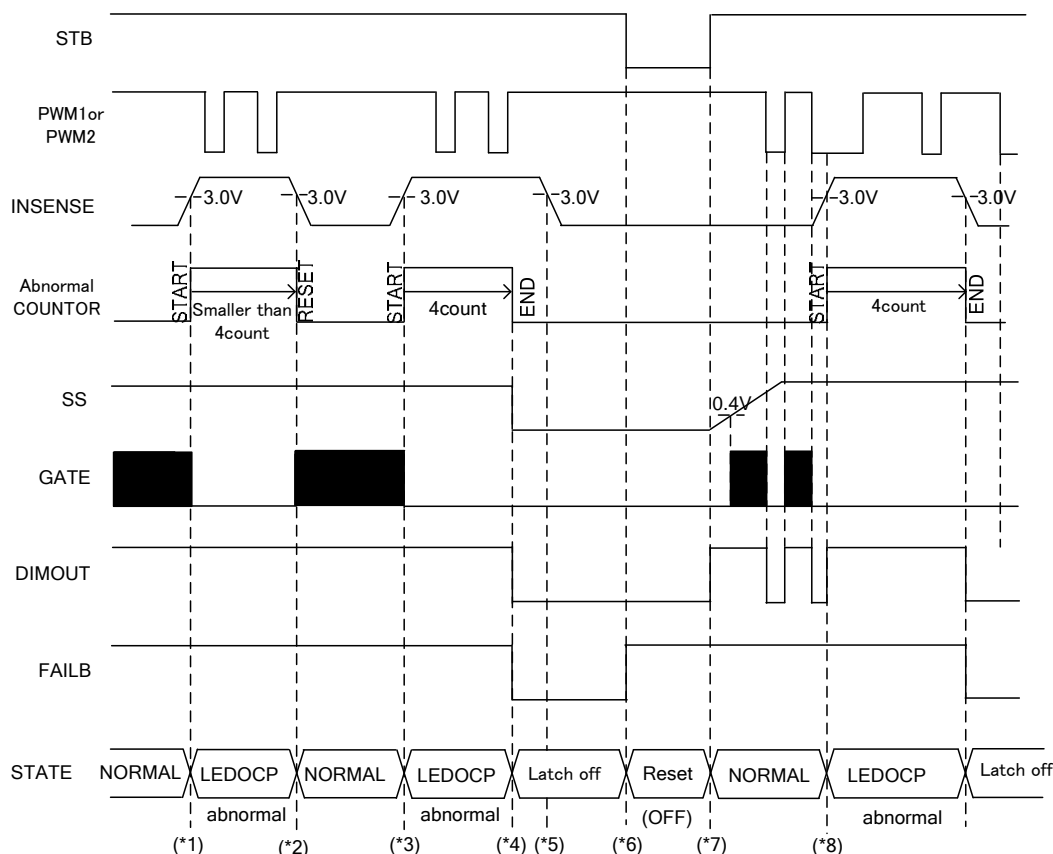 STB
PWM1or
PWM2
INSENSE
3.0V
3.0V
3.0V
3.0V
3.0V
3.0V
Abnormal
COUNTOR
START
Smaller than
4count
RESET
START
4count
END
START
4count
END
SS
0.4V
GATE
DIMOUT
FAILB
STATE
NORMAL
LEDOCP
NORMAL
LEDOCP
Latch off
Reset
NORMAL
LEDOCP
Latch off
abnormal
abnormal
(OFF)
abnormal
(*1)
(*2)
(*3)
(*4)
(*5)
(*6)
(*7)
(*8)